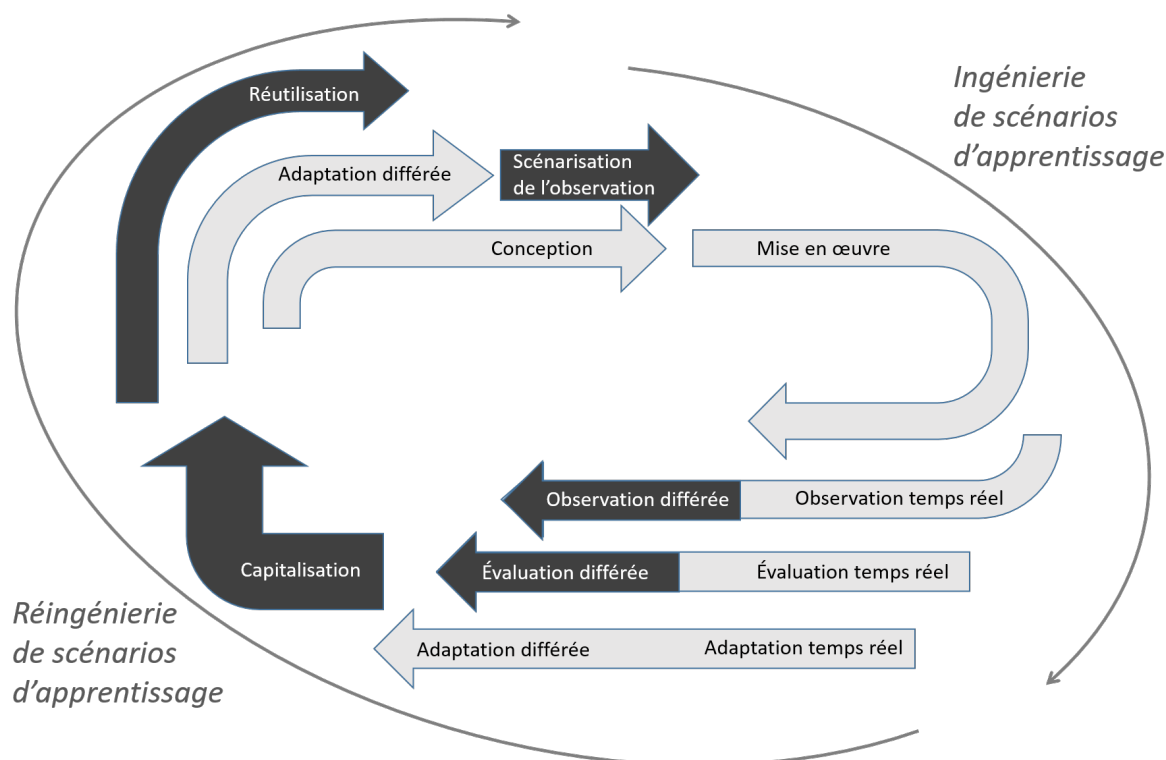 Réutilisation
Ingénierie
de scénarios
d’apprentissage
Adaptation différée
Scénarisation
de l’observation
Conception
Mise en œuvre
Observation différée
Observation temps réel
Évaluation différée
Évaluation temps réel
Capitalisation
Adaptation différée
Adaptation temps réel
Réingénierie
de scénarios
d’apprentissage